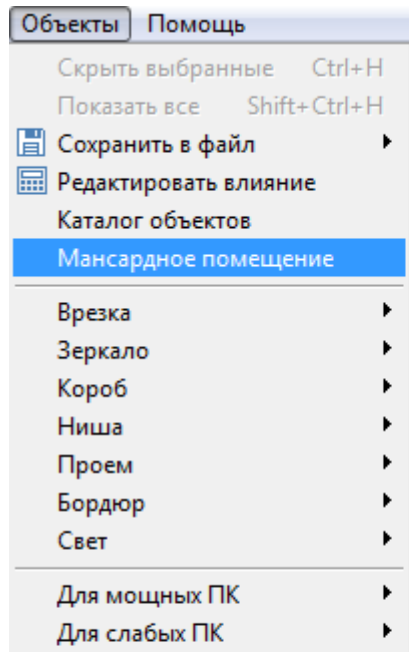 Объекты Помощь
Скрыть выбранные Ctrl+H
Показать все Shift+Ctrl+H
Сохранить в файл
Редактировать влияние
Каталог объектов
Мансардное помещение
Врезка
Зеркало
Короб
Ниша
Проем
Бордюр
Свет
Для мощных ПК
Для слабых ПК